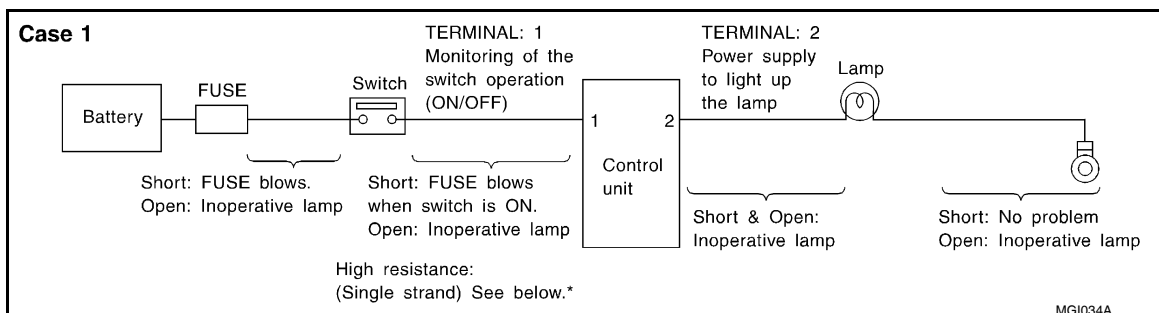 Case 1
TERMINAL: 1
Monitoring of the
switch operation
(ON/OFF)
TERMINAL: 2
Power supply
to light up
the lamp
Battery
FUSE
Switch
1
2
Control
unit
Lamp
Short: FUSE blows.
Open: Inoperative lamp
Short: FUSE blows
when switch is ON.
Open: Inoperative lamp
Short & Open:
Inoperative lamp
Short: No problem
Open: Inoperative lamp
High resistance:
(Single strand) See below.*
MGI034A